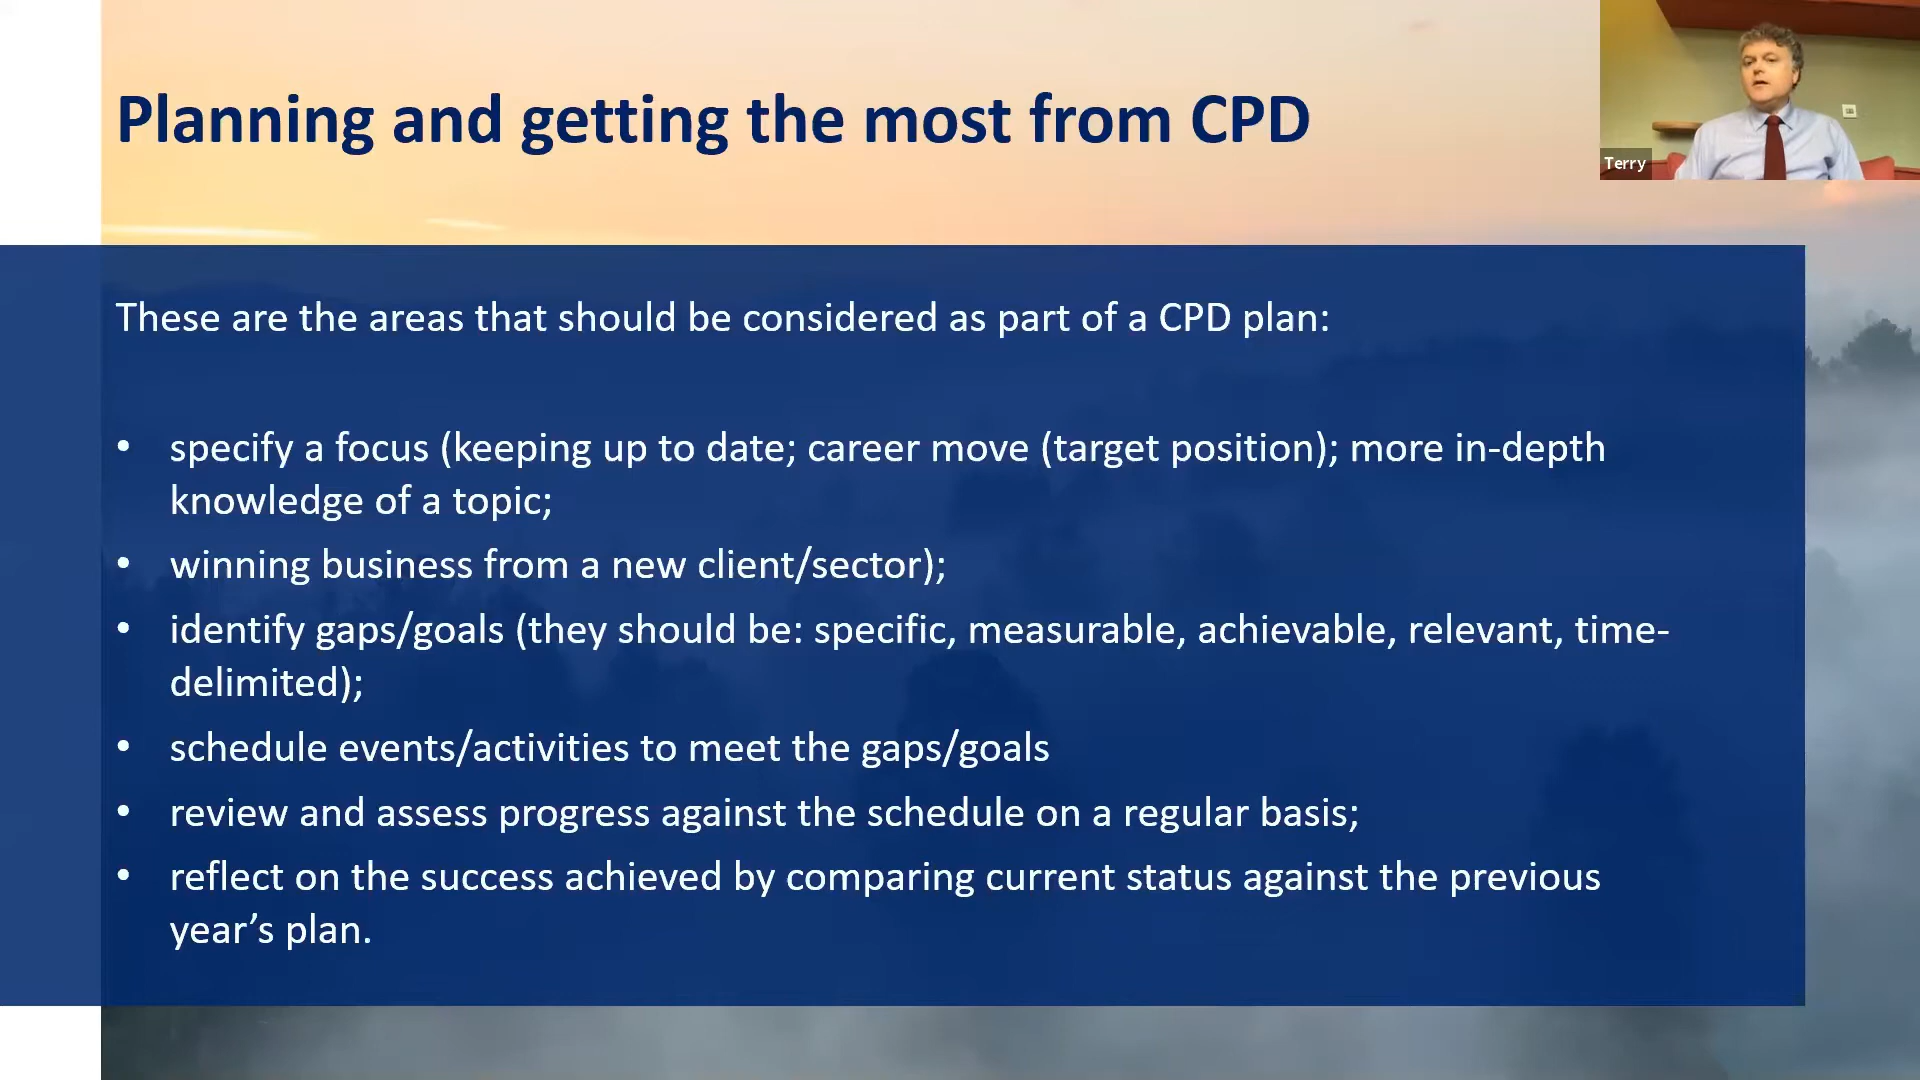 Planning and getting the most from CPD
Terry
These are the areas that should be considered as part of a CPD plan:
• specify a focus (keeping up to date; career move (target position); more in-depth
knowledge of a topic;
• winning business from a new client/sector);
• identify gaps/goals (they should be: specific, measurable, achievable, relevant, time-
delimited);
• schedule events/activities to meet the gaps/goals
• review and assess progress against the schedule on a regular basis;
• reflect on the success achieved by comparing current status against the previous
year’s plan.